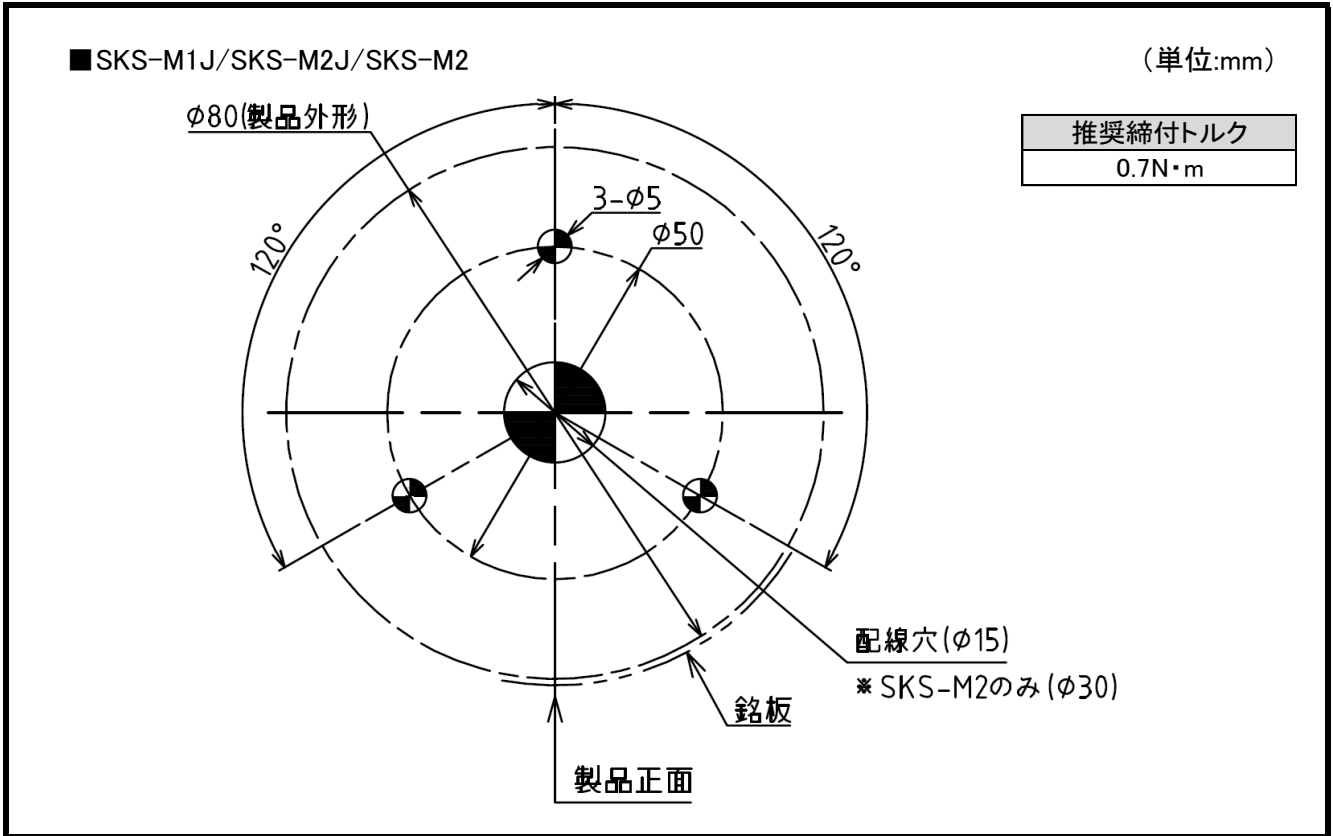 ■SKS-M1J/SKS-M2J/SKS-M2
(単位:mm)
推奨締付トルク
0.7N・m
φ80(製品外形)
3-φ5
φ50
120°
120°
配線穴(φ15)
※SKS-M2のみ(φ30)
銘板
製品正面